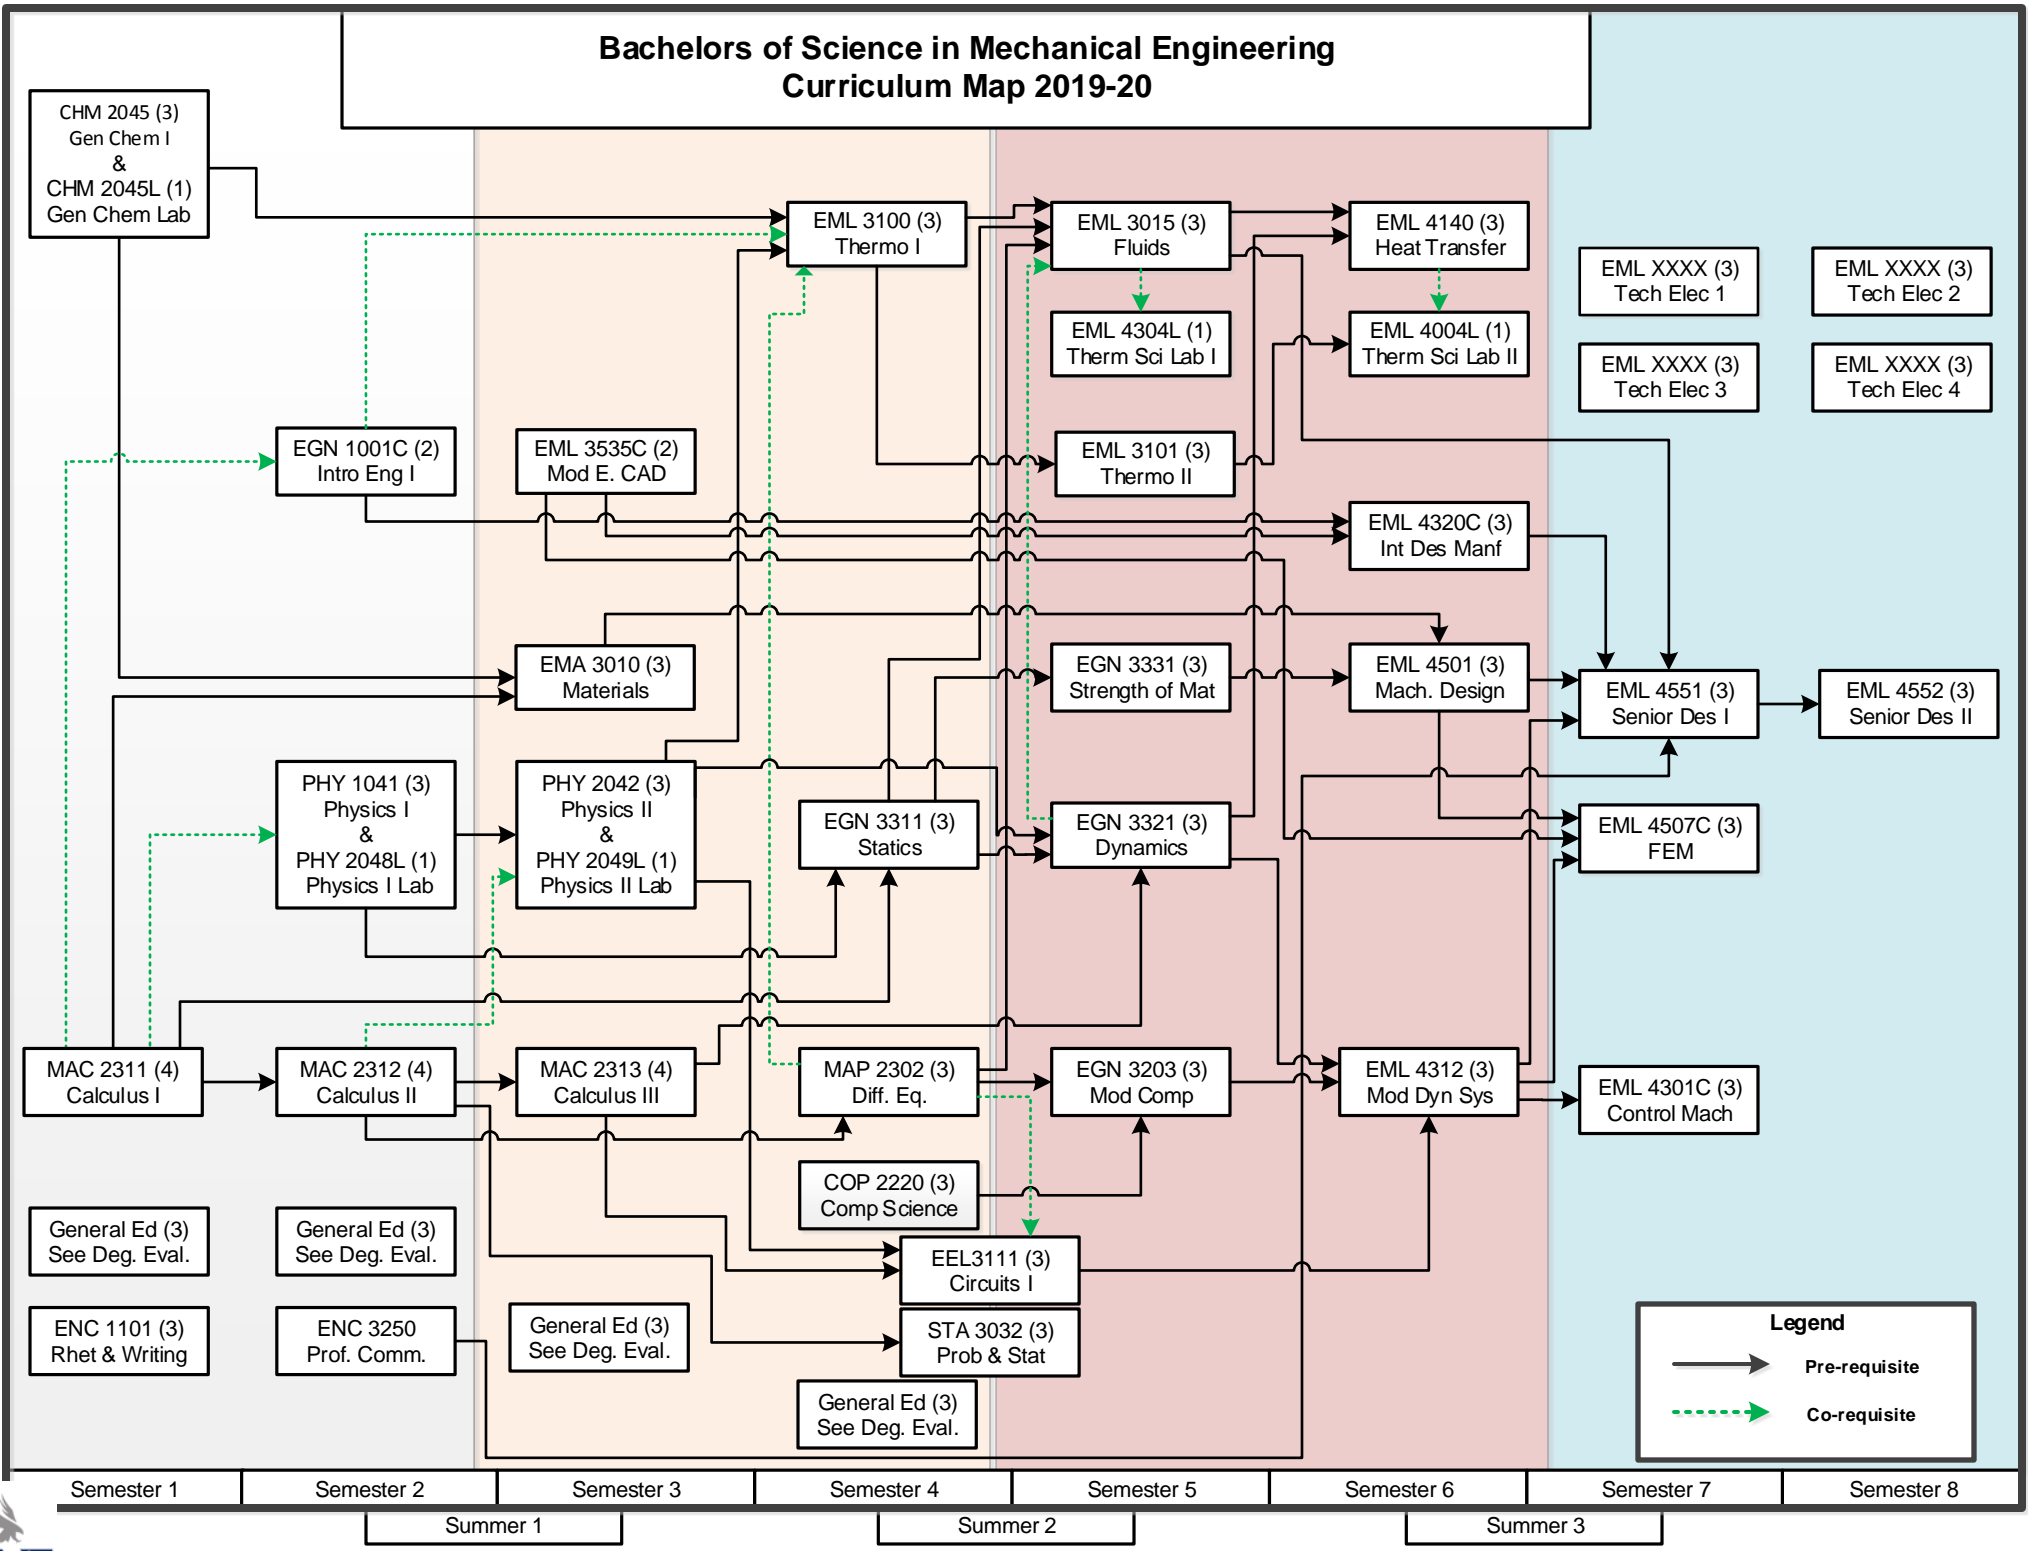 Bachelors of Science in Mechanical Engineering
Curriculum Map 2019-20
CHM 2045 (3)
Gen Chem I
&
CHM 2045L (1)
Gen Chem Lab
EML 3100 (3)
Thermo I
EML 3015 (3)
Fluids
EML 4140 (3)
Heat Transfer
EML XXXX (3)
Tech Elec 1
EML XXXX (3)
Tech Elec 2
EML 4304L (1)
Therm Sci Lab I
EML 4004L (1)
Therm Sci Lab II
EML XXXX (3)
Tech Elec 3
EML XXXX (3)
Tech Elec 4
EGN 1001C (2)
Intro Eng I
EML 3535C (2)
Mod E. CAD
EML 3101 (3)
Thermo II
EML 4320C (3)
Int Des Manf
EMA 3010 (3)
Materials
EGN 3331 (3)
Strength of Mat
EML 4501 (3)
Mach. Design
EML 4551 (3)
Senior Des I
EML 4552 (3)
Senior Des II
PHY 1041 (3)
Physics I
&
PHY 2048L (1)
Physics I Lab
PHY 2042 (3)
Physics II
&
PHY 2049L (1)
Physics II Lab
EGN 3311 (3)
Statics
EGN 3321 (3)
Dynamics
EML 4507C (3)
FEM
MAC 2311 (4)
Calculus I
MAC 2312 (4)
Calculus II
MAC 2313 (4)
Calculus III
MAP 2302 (3)
Diff. Eq.
EGN 3203 (3)
Mod Comp
EML 4312 (3)
Mod Dyn Sys
EML 4301C (3)
Control Mach
COP 2220 (3)
Comp Science
General Ed (3)
See Deg. Eval.
General Ed (3)
See Deg. Eval.
EEL3111 (3)
Circuits I
ENC 1101 (3)
Rhet & Writing
ENC 3250
Prof. Comm.
General Ed (3)
See Deg. Eval.
STA 3032 (3)
Prob & Stat
General Ed (3)
See Deg. Eval.
Legend
Pre-requisite
Co-requisite
Semester 1
Semester 2
Semester 3
Semester 4
Semester 5
Semester 6
Semester 7
Semester 8
Summer 1
Summer 2
Summer 3